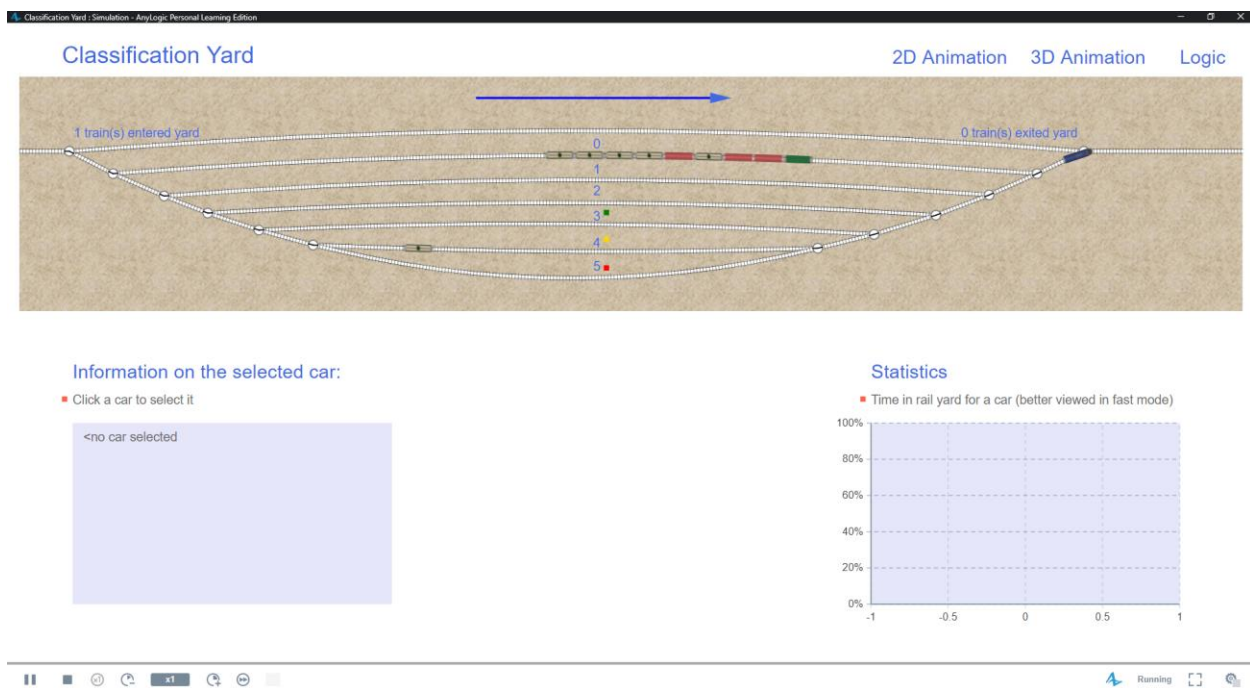 Classification Yard : Simulation - AnyLogic Personal Learning Edition
Classification Yard
2D Animation 3D Animation Logic
1 train(s) entered yard
0 train(s) exited yard
0
1
2
3
4
5
Information on the selected car:
Click a car to select it
<no car selected
Statistics
Time in rail yard for a car (better viewed in fast mode)
100%
80%
60%
40%
20%
0%
-1 -0.5 0 0.5 1
x1 x1 Running